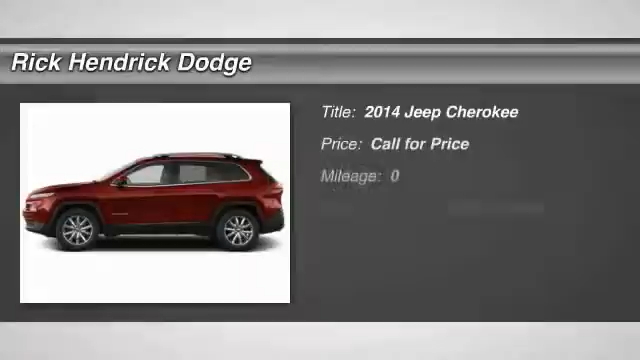 Rick Hendrick Dodge
Title: 2014 Jeep Cherokee
Price: Call for Price
Mileage: 0